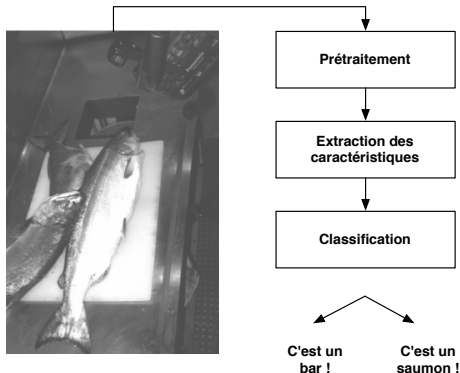 Prétraitement
Extraction des
caractéristiques
Classification
C'est un
bar !
C'est un
saumon !